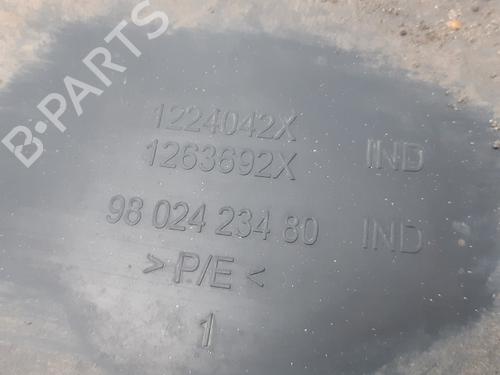 B-PARTS
1224042X
1263692X IND
98 024 234 80 IND
> P/E <
1